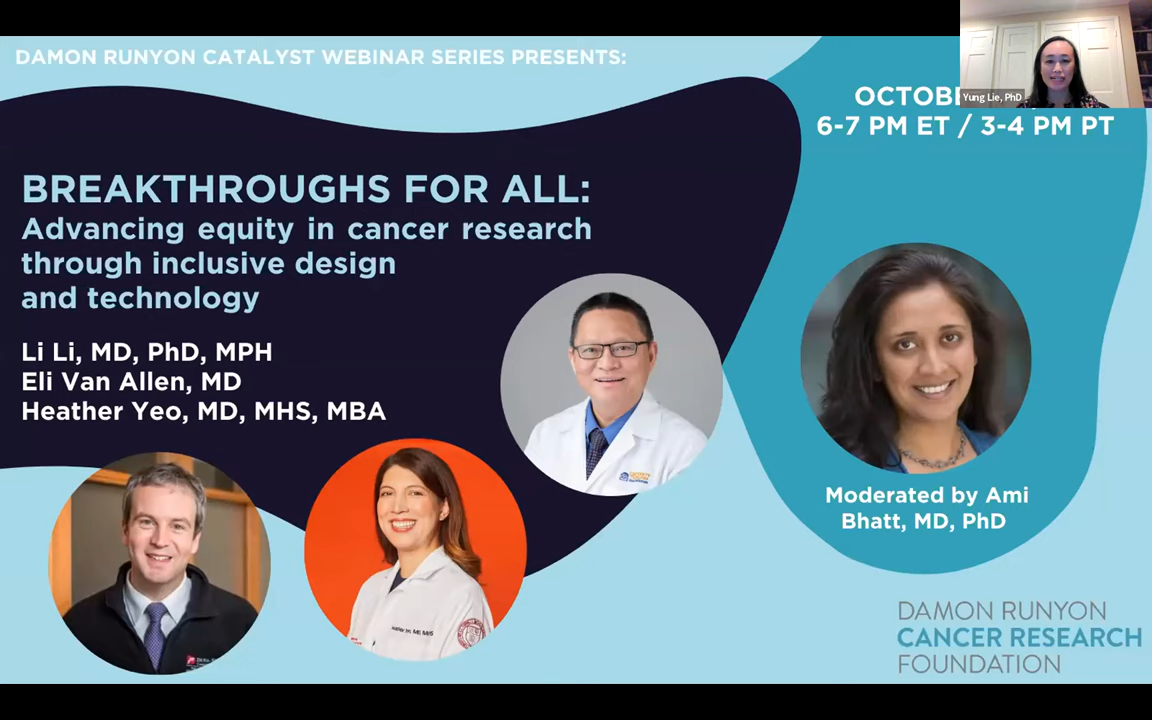 DAMON RUNYON CATALYST WEBINAR SERIES PRESENTS:
OCTOBE
6-7 PM ET / 3-4 PM PT
Yung Lie, PhD
BREAKTHROUGHS FOR ALL:
Advancing equity in cancer research
through inclusive design
and technology
Li Li, MD, PhD, MPH
Eli Van Allen, MD
Heather Yeo, MD, MHS, MBA
Moderated by Ami
Bhatt, MD, PhD
DAMON RUNYON
CANCER RESEARCH
FOUNDATION